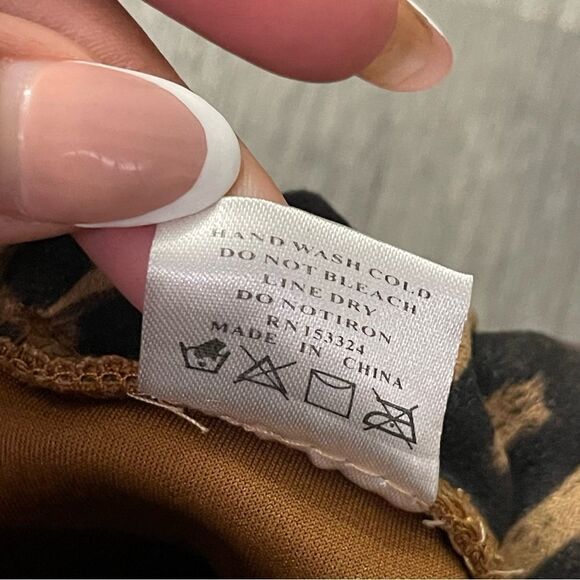 HAND WASH COLD
DO NOT BLEACH
LINE DRY
DO NOTIRON
RN153324
MADE IN CHINA